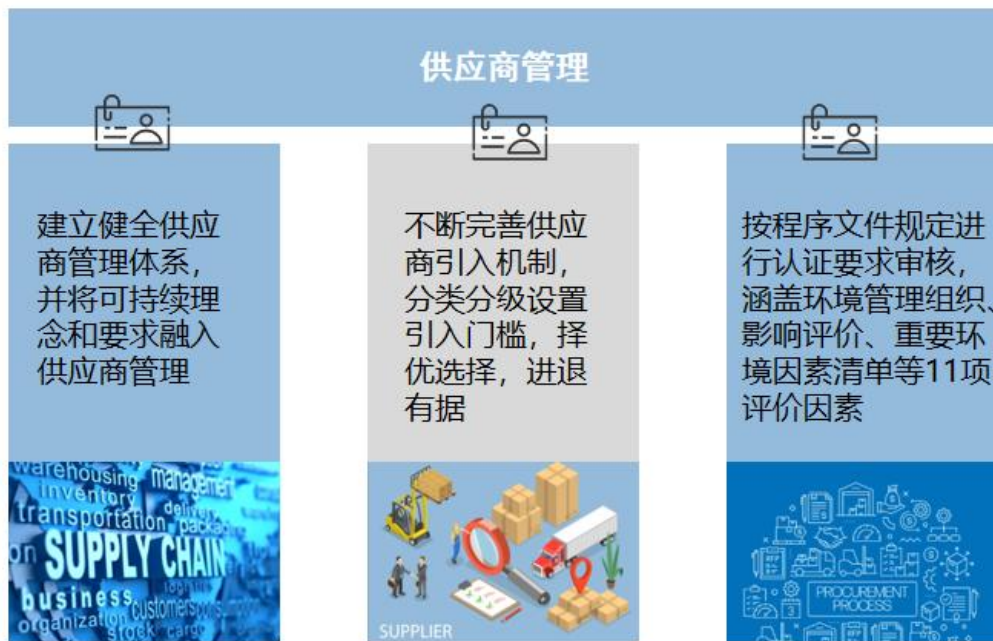 供应商管理
建立健全供应
商管理体系，
并将可持续理
念和要求融入
供应商管理
不断完善供应
商引入机制，
分类分级设置
引入门槛，择
优选择，进退
有据
按程序文件规定进
行认证要求审核，
涵盖环境管理组织、
影响评价、重要环
境因素清单等11项
评价因素
warehousing management
inventory
delivery
transportation
on SUPPLY CHAIN
business
organization
stock cargo
SUPPLIER
PROCUREMENT
PROCESS